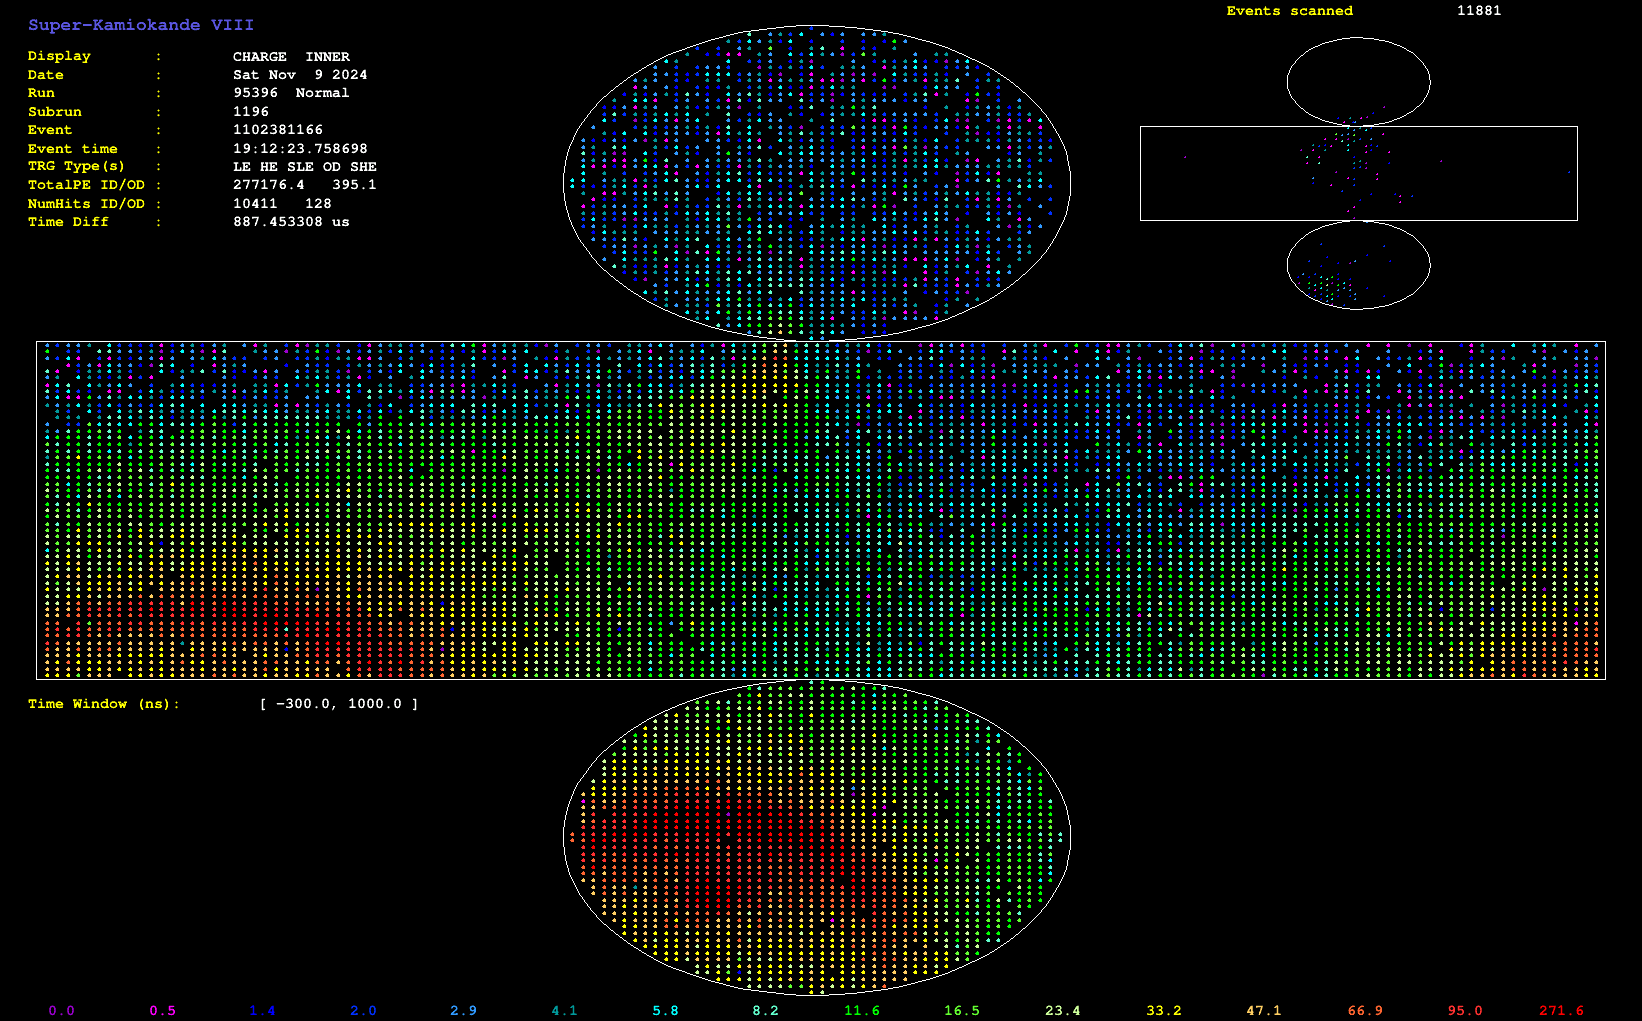 Super-Kamiokande VIII
Events scanned 11881
Display : CHARGE INNER
Date : Sat Nov 9 2024
Run : 95396 Normal
Subrun : 1196
Event : 1102381166
Event time : 19:12:23.758698
TRG Type(s) : LE HE SLE OD SHE
TotalPE ID/OD : 277176.4 395.1
NumHits ID/OD : 10411 128
Time Diff : 887.453308 us
Time Window (ns): [ -300.0, 1000.0 ]
0.0 0.5 1.4 2.0 2.9 4.1 5.8 8.2 11.6 16.5 23.4 33.2 47.1 66.9 95.0 271.6